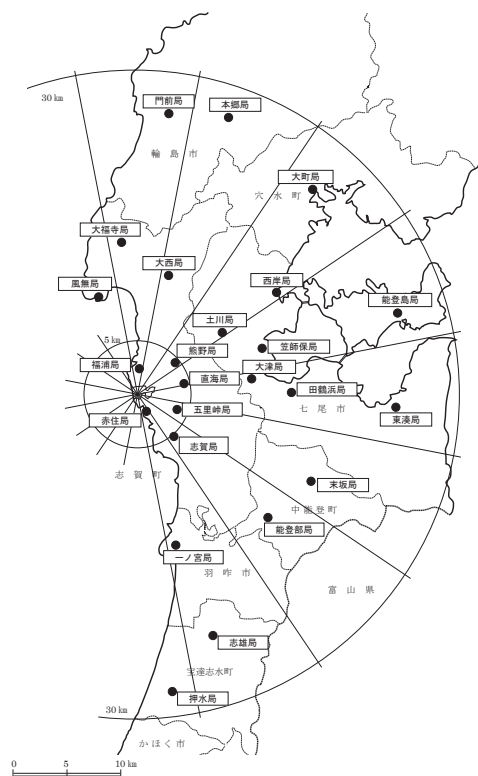 30 km
門前局
本郷局
輪島市
大町局
穴水町
大福寺局
大西局
風無局
西岸局
能登島局
土川局
5 km
熊野局
笠師保局
福浦局
大津局
直海局
田鶴浜局
赤住局
五里峠局
七尾市
東湊局
志賀局
志賀町
末坂局
中能登町
能登部局
一ノ宮局
羽咋市
富山県
志雄局
宝達志水町
押水局
30 km
かほく市
0 5 10 km